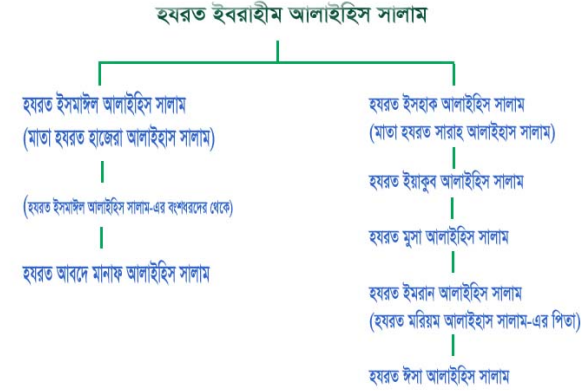 হযরত ইবরাহীম আলাইহিস সালাম
হযরত ইসমাঈল আলাইহিস সালাম
(মাতা হযরত হাজেরা আলাইহাস সালাম)
(হযরত ইসমাঈল আলাইহিস সালাম-এর বংশধরদের থেকে)
হযরত আবদে মানাফ আলাইহিস সালাম
হযরত ইসহাক আলাইহিস সালাম
(মাতা হযরত সারাহ আলাইহাস সালাম)
হযরত ইয়াকুব আলাইহিস সালাম
হযরত মুসা আলাইহিস সালাম
হযরত ইমরান আলাইহিস সালাম
(হযরত মরিয়ম আলাইহাস সালাম-এর পিতা)
হযরত ঈসা আলাইহিস সালাম